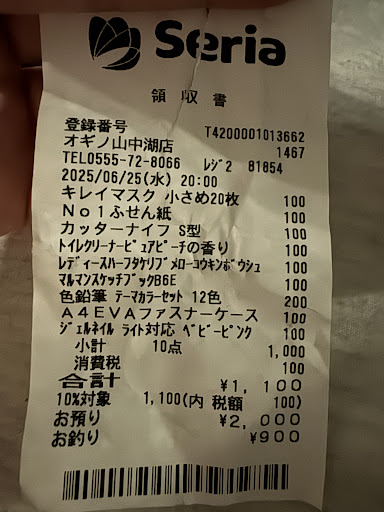 Seria
領収書
登録番号 T4200001013662
オギノ山中湖店 1467
TEL0555-72-8066 ﾚｼﾞ2 81854
2025/06/25(水) 20:00
キレイマスク 小さめ20枚 100
No1ふせん紙 100
カッターナイフ S型 100
ﾄｲﾚｸﾘｰﾅｰﾋﾟｭｱﾋﾟｰﾁの香り 100
ﾚﾃﾞｨｰｽﾊｰﾌﾀｹﾘﾌﾞﾒﾛｰｺｳｷﾝﾎﾞｳｼｭｳ 100
ﾏﾙﾏﾝｽｹｯﾁﾌﾞｯｸB6E 100
色鉛筆 ﾃｰﾏｶﾗｰｾｯﾄ 12色 200
A4EVAファスナーケース 100
ｼﾞｪﾙﾈｲﾙ ﾗｲﾄ対応 ﾍﾞﾋﾞｰﾋﾟﾝｸ 100
小計 10点 1,000
消費税 100
合計 ¥1,100
10%対象 1,100(内 税額 100)
お預り ¥2,000
お釣り ¥900